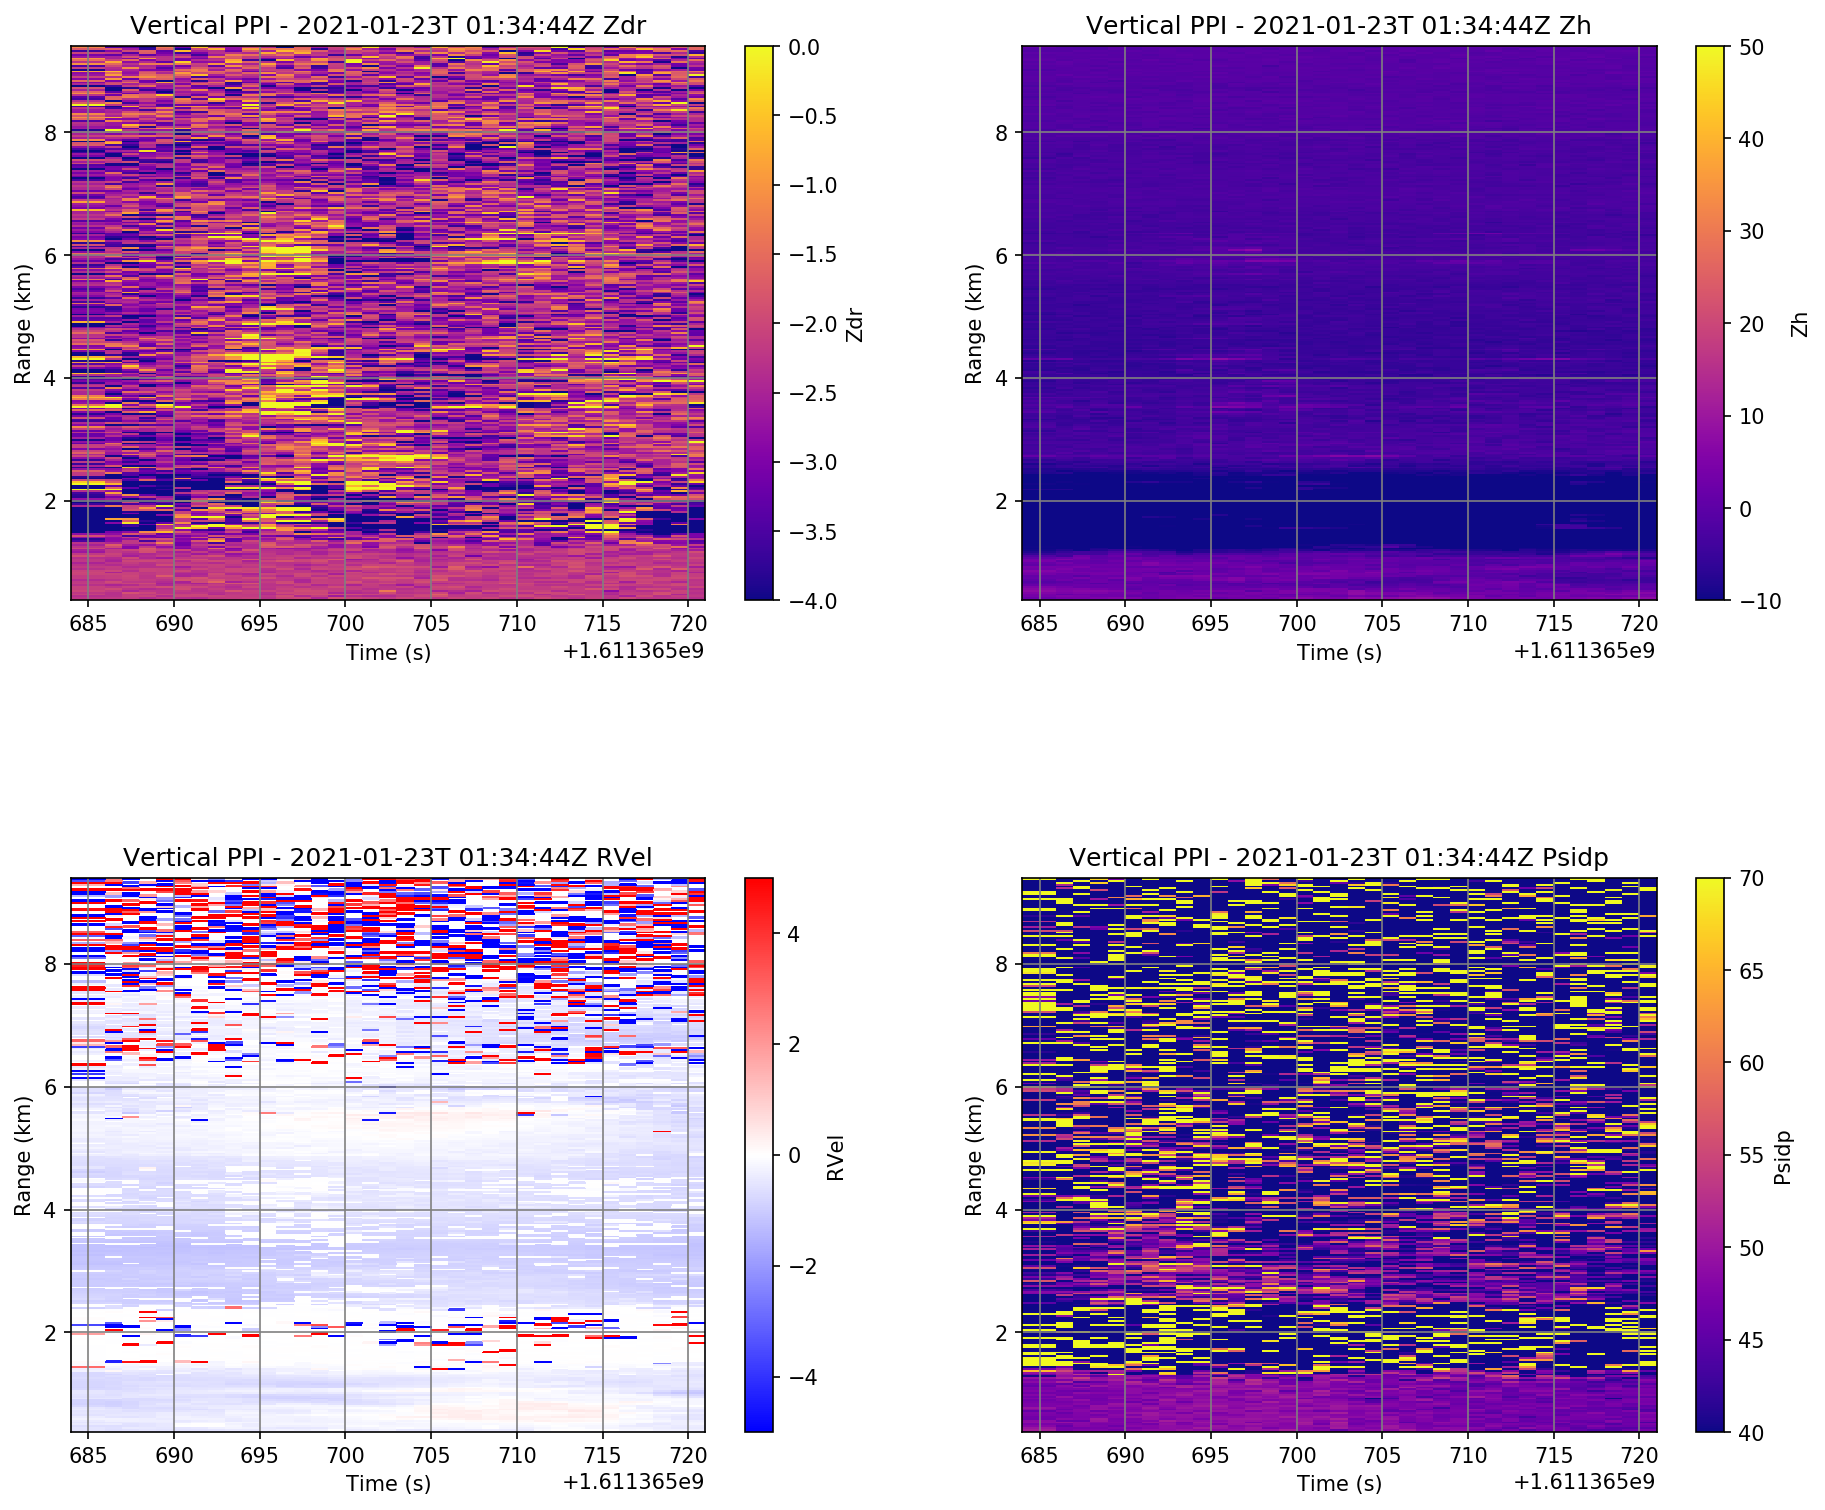 Vertical PPI - 2021-01-23T 01:34:44Z Zdr
Range (km)
8
6
4
2
685 690 695 700 705 710 715 720
Time (s)
+1.611365e9
0.0
−0.5
−1.0
−1.5
−2.0
−2.5
−3.0
−3.5
−4.0
Zdr
Vertical PPI - 2021-01-23T 01:34:44Z Zh
Range (km)
8
6
4
2
685 690 695 700 705 710 715 720
Time (s)
+1.611365e9
50
40
30
20
10
0
−10
Zh
Vertical PPI - 2021-01-23T 01:34:44Z RVel
Range (km)
8
6
4
2
685 690 695 700 705 710 715 720
Time (s)
+1.611365e9
4
2
0
−2
−4
RVel
Vertical PPI - 2021-01-23T 01:34:44Z Psidp
Range (km)
8
6
4
2
685 690 695 700 705 710 715 720
Time (s)
+1.611365e9
70
65
60
55
50
45
40
Psidp